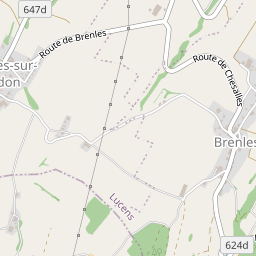 647d
Route de Brenles
es-sur-
don
Route de Chesalles
Brenles
Lucens
624d